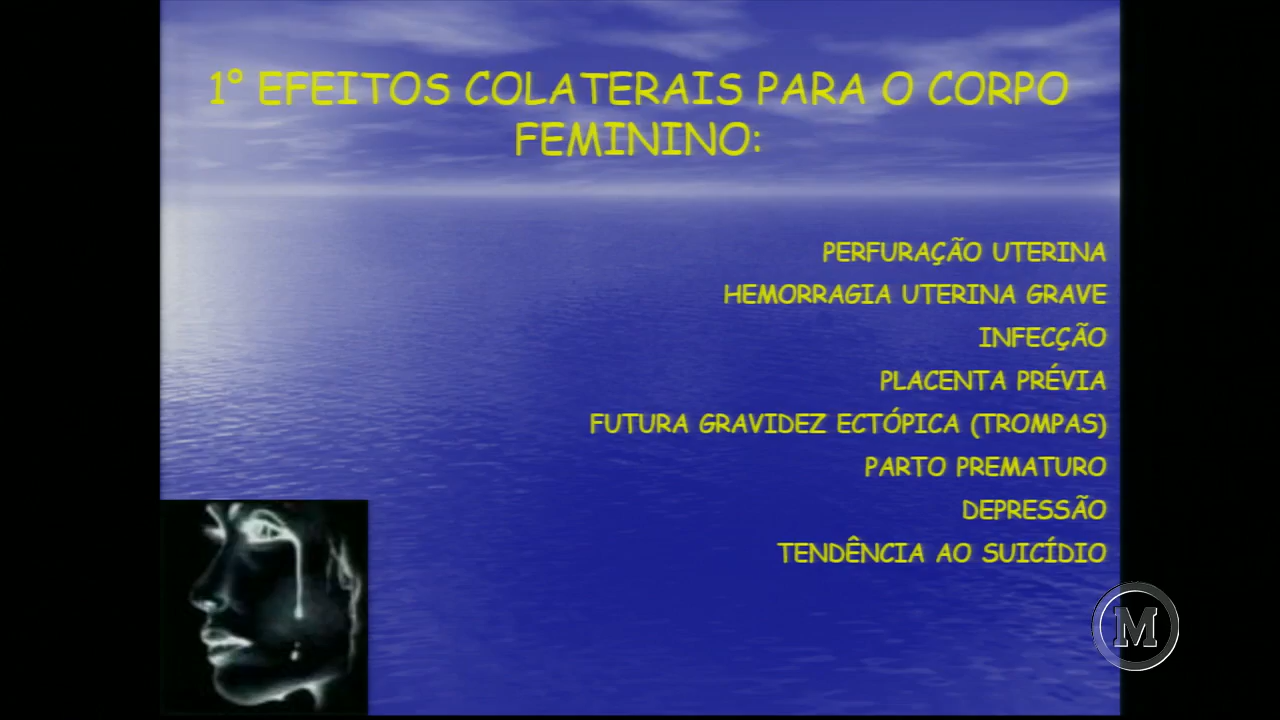 1º EFEITOS COLATERAIS PARA O CORPO
FEMININO:
PERFURAÇÃO UTERINA
HEMORRAGIA UTERINA GRAVE
INFECÇÃO
PLACENTA PRÉVIA
FUTURA GRAVIDEZ ECTÓPICA (TROMPAS)
PARTO PREMATURO
DEPRESSÃO
TENDÊNCIA AO SUICÍDIO
M